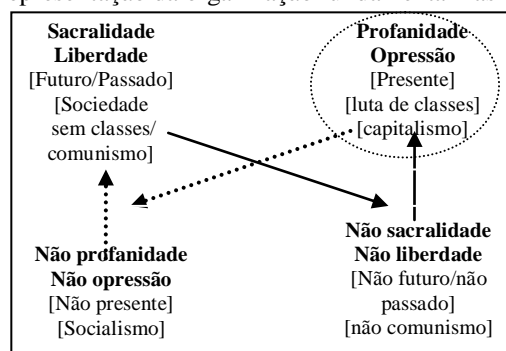 Sacralidade
Liberdade
[Futuro/Passado]
[Sociedade
sem classes/
comunismo]
Profanidade
Opressão
[Presente]
[luta de classes]
[capitalismo]
Não profanidade
Não opressão
[Não presente]
[Socialismo]
Não sacralidade
Não liberdade
[Não futuro/não
passado]
[não comunismo]